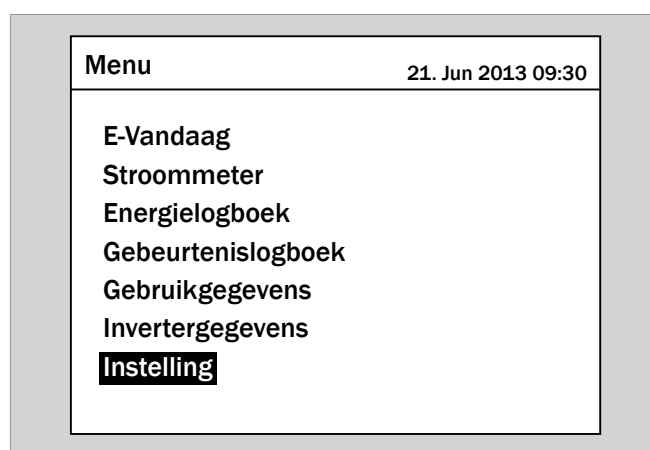 Menu 21. Jun 2013 09:30
E-Vandaag
Stroommeter
Energielogboek
Gebeurtenislogboek
Gebruikgegevens
Invertergegevens
Instelling